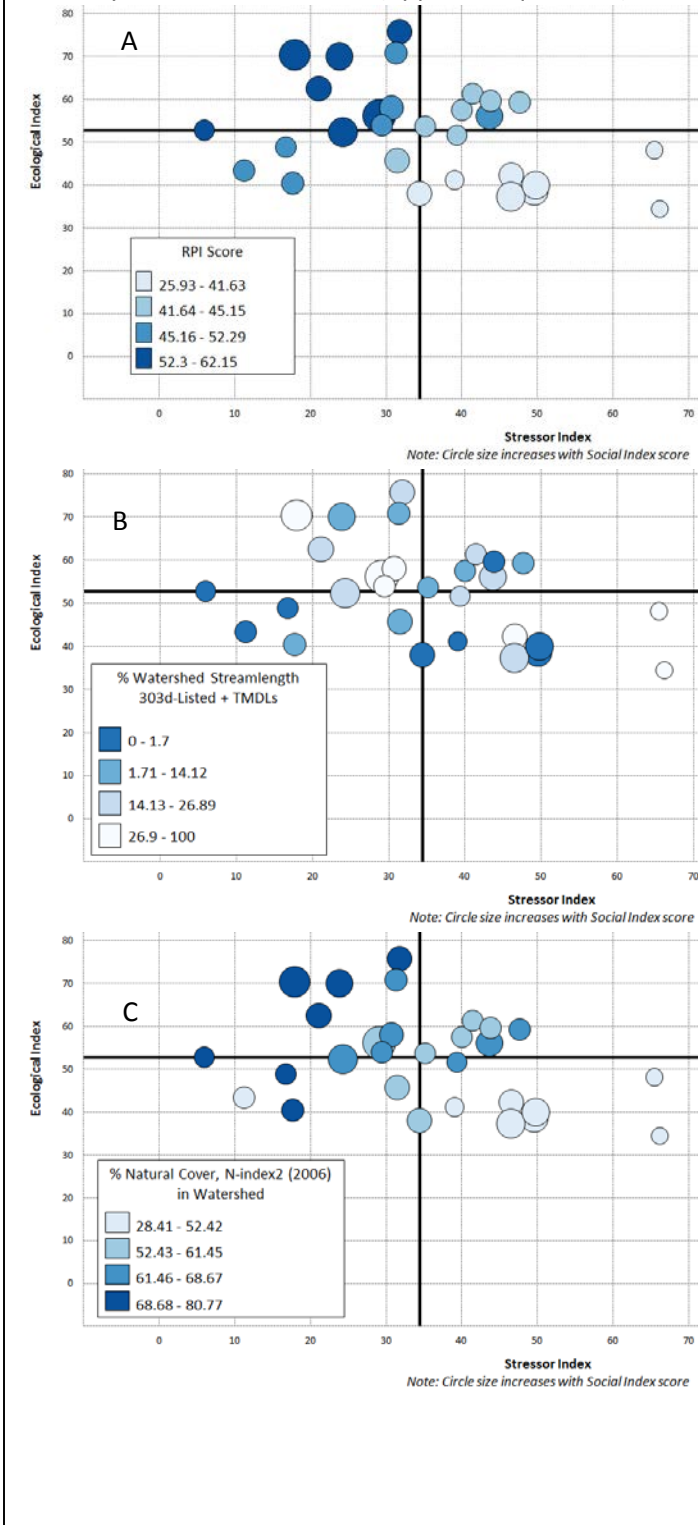 A
80
70
60
50
40
30
20
10
0
Ecological Index
RPI Score
25.93 - 41.63
41.64 - 45.15
45.16 - 52.29
52.3 - 62.15
0 10 20 30 40 50 60 70
Stressor Index
Note: Circle size increases with Social Index score
B
80
70
60
50
40
30
20
10
0
Ecological Index
% Watershed Streamlength
303d-Listed + TMDLs
0 - 1.7
1.71 - 14.12
14.13 - 26.89
26.9 - 100
0 10 20 30 40 50 60 70
Stressor Index
Note: Circle size increases with Social Index score
C
80
70
60
50
40
30
20
10
0
Ecological Index
% Natural Cover, N-index2 (2006)
in Watershed
28.41 - 52.42
52.43 - 61.45
61.46 - 68.67
68.68 - 80.77
0 10 20 30 40 50 60 70
Stressor Index
Note: Circle size increases with Social Index score